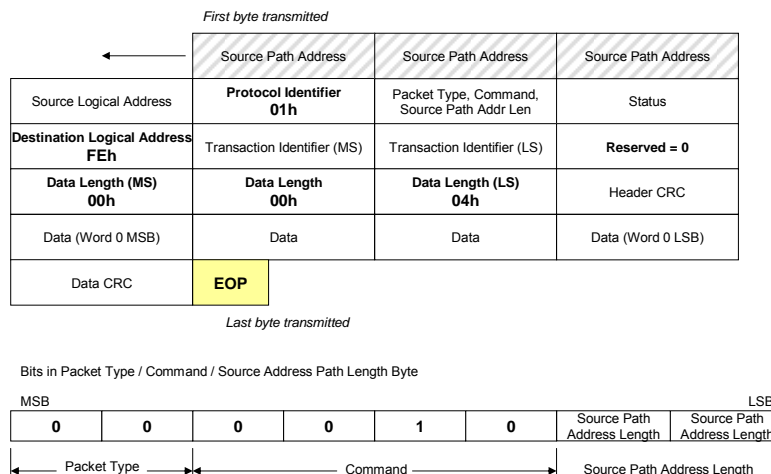 First byte transmitted
Source Path Address Source Path Address Source Path Address
Source Logical Address Protocol Identifier 01h Packet Type, Command, Source Path Addr Len Status
Destination Logical Address FEh Transaction Identifier (MS) Transaction Identifier (LS) Reserved = 0
Data Length (MS) 00h Data Length 00h Data Length (LS) 04h Header CRC
Data (Word 0 MSB) Data Data Data (Word 0 LSB)
Data CRC EOP
Last byte transmitted
Bits in Packet Type / Command / Source Address Path Length Byte
MSB LSB
0 0 0 0 1 0 Source Path Address Length Source Path Address Length
Packet Type Command Source Path Address Length